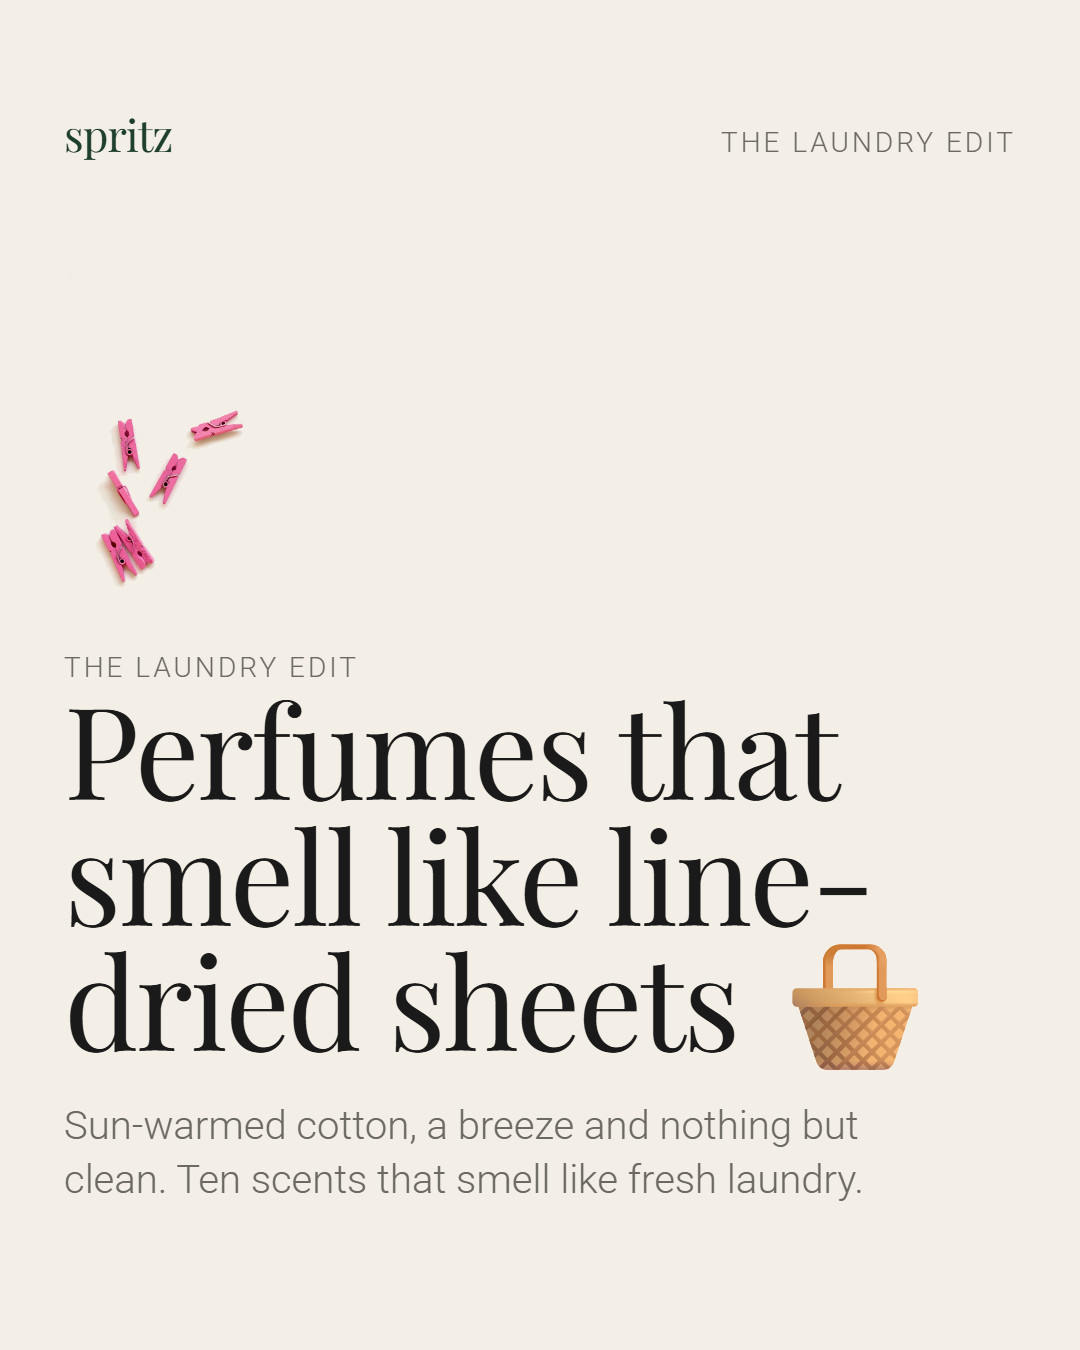 spritz
THE LAUNDRY EDIT
THE LAUNDRY EDIT
Perfumes that
smell like line-
dried sheets
Sun-warmed cotton, a breeze and nothing but
clean. Ten scents that smell like fresh laundry.